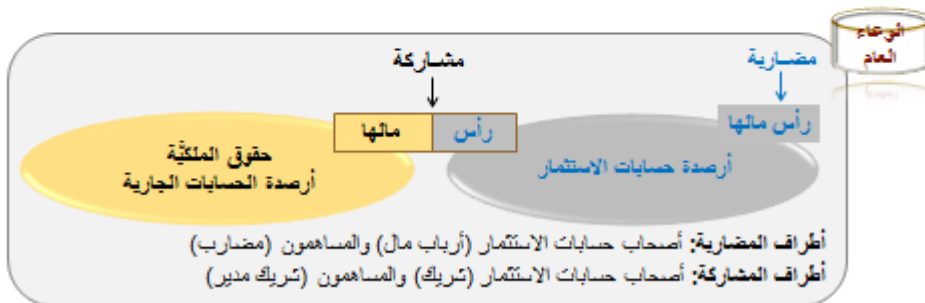 الوعاء
العام
مضاربة
مشاركة
رأس مالها
رأس مالها
أرصدة حسابات الاستثمار
حقوق الملكيَّة
أرصدة الحسابات الجارية
أطراف المضاربة: أصحاب حسابات الاستثمار (أرباب مال) والمساهمون (مضارب)
أطراف المشاركة: أصحاب حسابات الاستثمار (شريك) والمساهمون (شريك مدير)